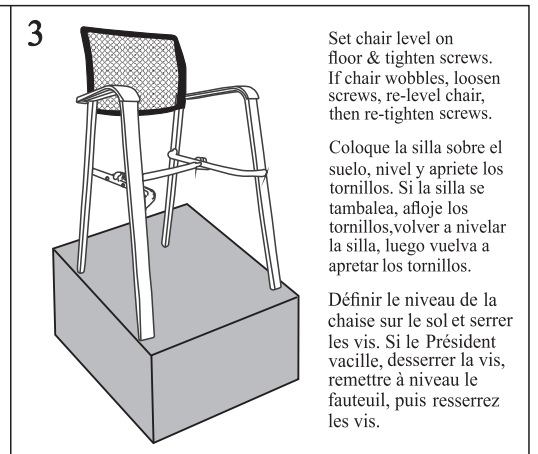 3
Set chair level on
floor & tighten screws.
If chair wobbles, loosen
screws, re-level chair,
then re-tighten screws.
Coloque la silla sobre el
suelo, nivel y apriete los
tornillos. Si la silla se
tambalea, afloje los
tornillos,volver a nivelar
la silla, luego vuelva a
apretar los tornillos.
Définir le niveau de la
chaise sur le sol et serrer
les vis. Si le Président
vacille, desserrer la vis,
remettre à niveau le
fauteuil, puis resserrez
les vis.